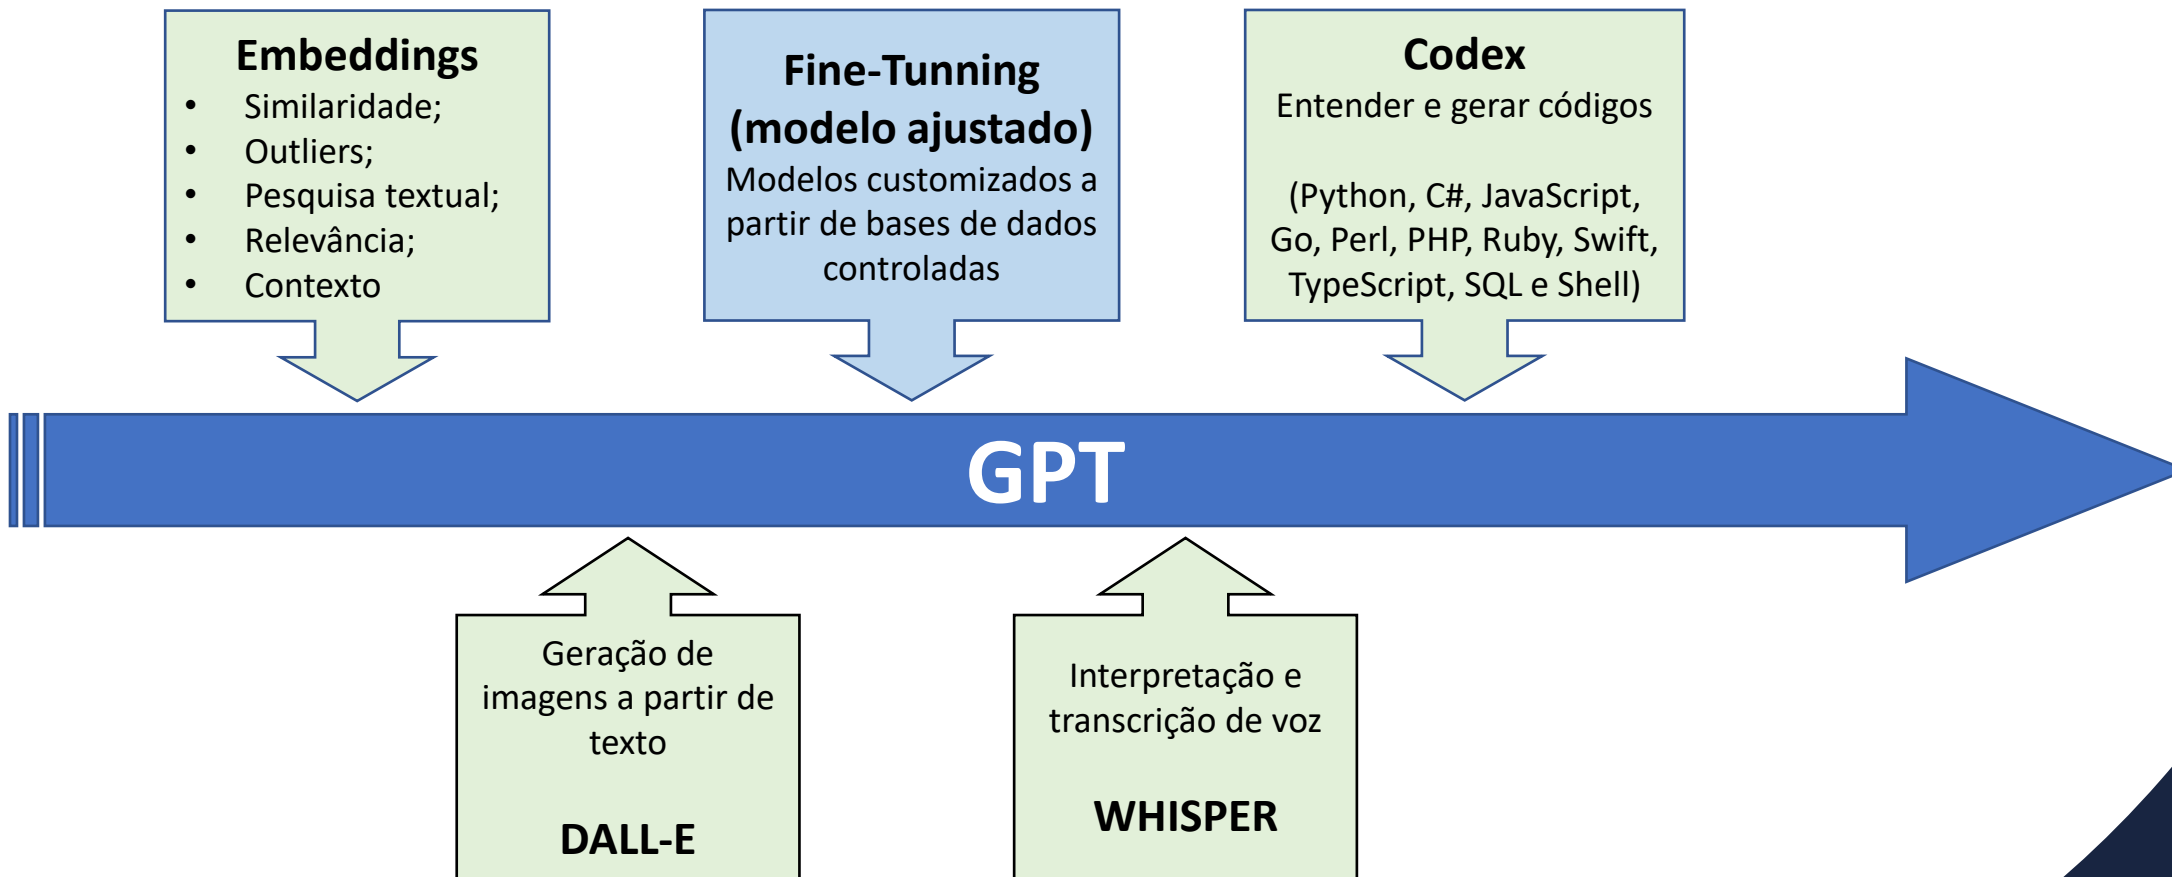 Embeddings
• Similaridade;
• Outliers;
• Pesquisa textual;
• Relevância;
• Contexto
Fine-Tunning
(modelo ajustado)
Modelos customizados a
partir de bases de dados
controladas
Codex
Entender e gerar códigos
(Python, C#, JavaScript,
Go, Perl, PHP, Ruby, Swift,
TypeScript, SQL e Shell)
GPT
Geração de
imagens a partir de
texto
DALL-E
Interpretação e
transcrição de voz
WHISPER